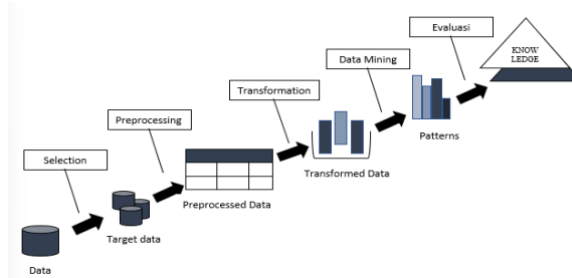 Evaluasi
KNOW
LEDGE
Data Mining
Transformation
Patterns
Preprocessing
Transformed Data
Selection
Preprocessed Data
Target data
Data